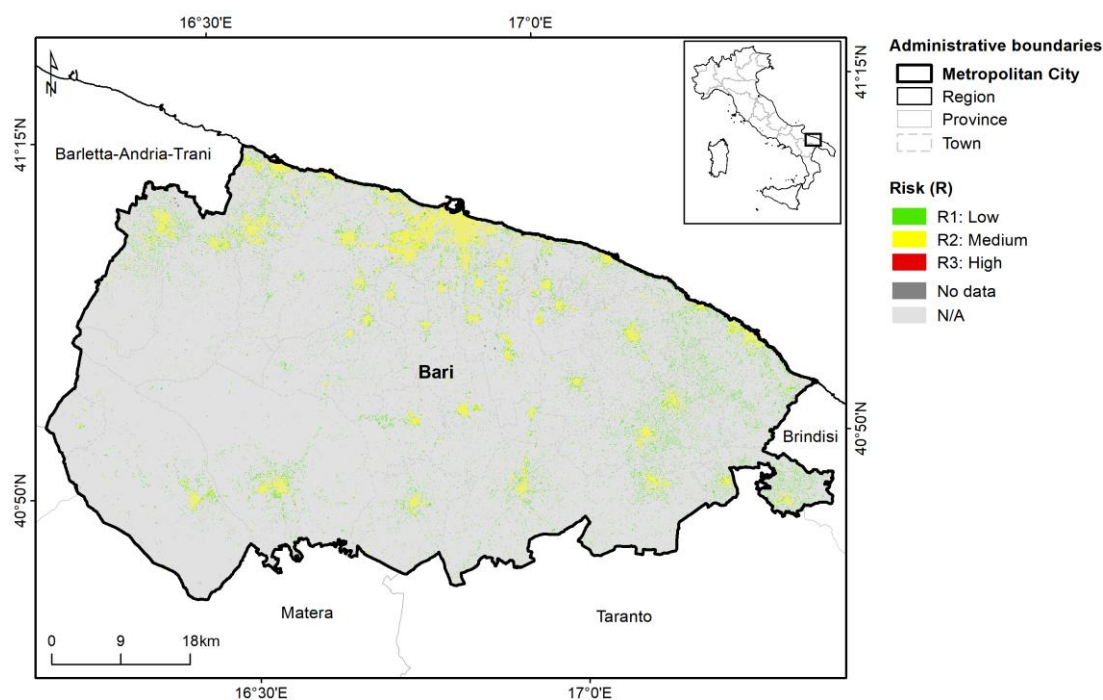 16°30'E
17°0'E
N
41°15'N
41°15'N
Barletta-Andria-Trani
Bari
40°50'N
Brindisi
40°50'N
Matera
Taranto
0
9
18km
16°30'E
17°0'E
Administrative boundaries
Metropolitan City
Region
Province
Town
Risk (R)
R1: Low
R2: Medium
R3: High
No data
N/A